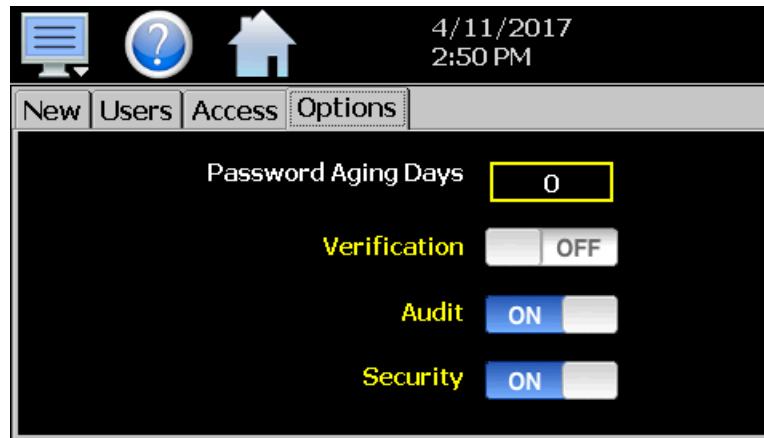 ?
4/11/2017
2:50 PM
New Users Access Options
Password Aging Days 0
Verification OFF
Audit ON
Security ON